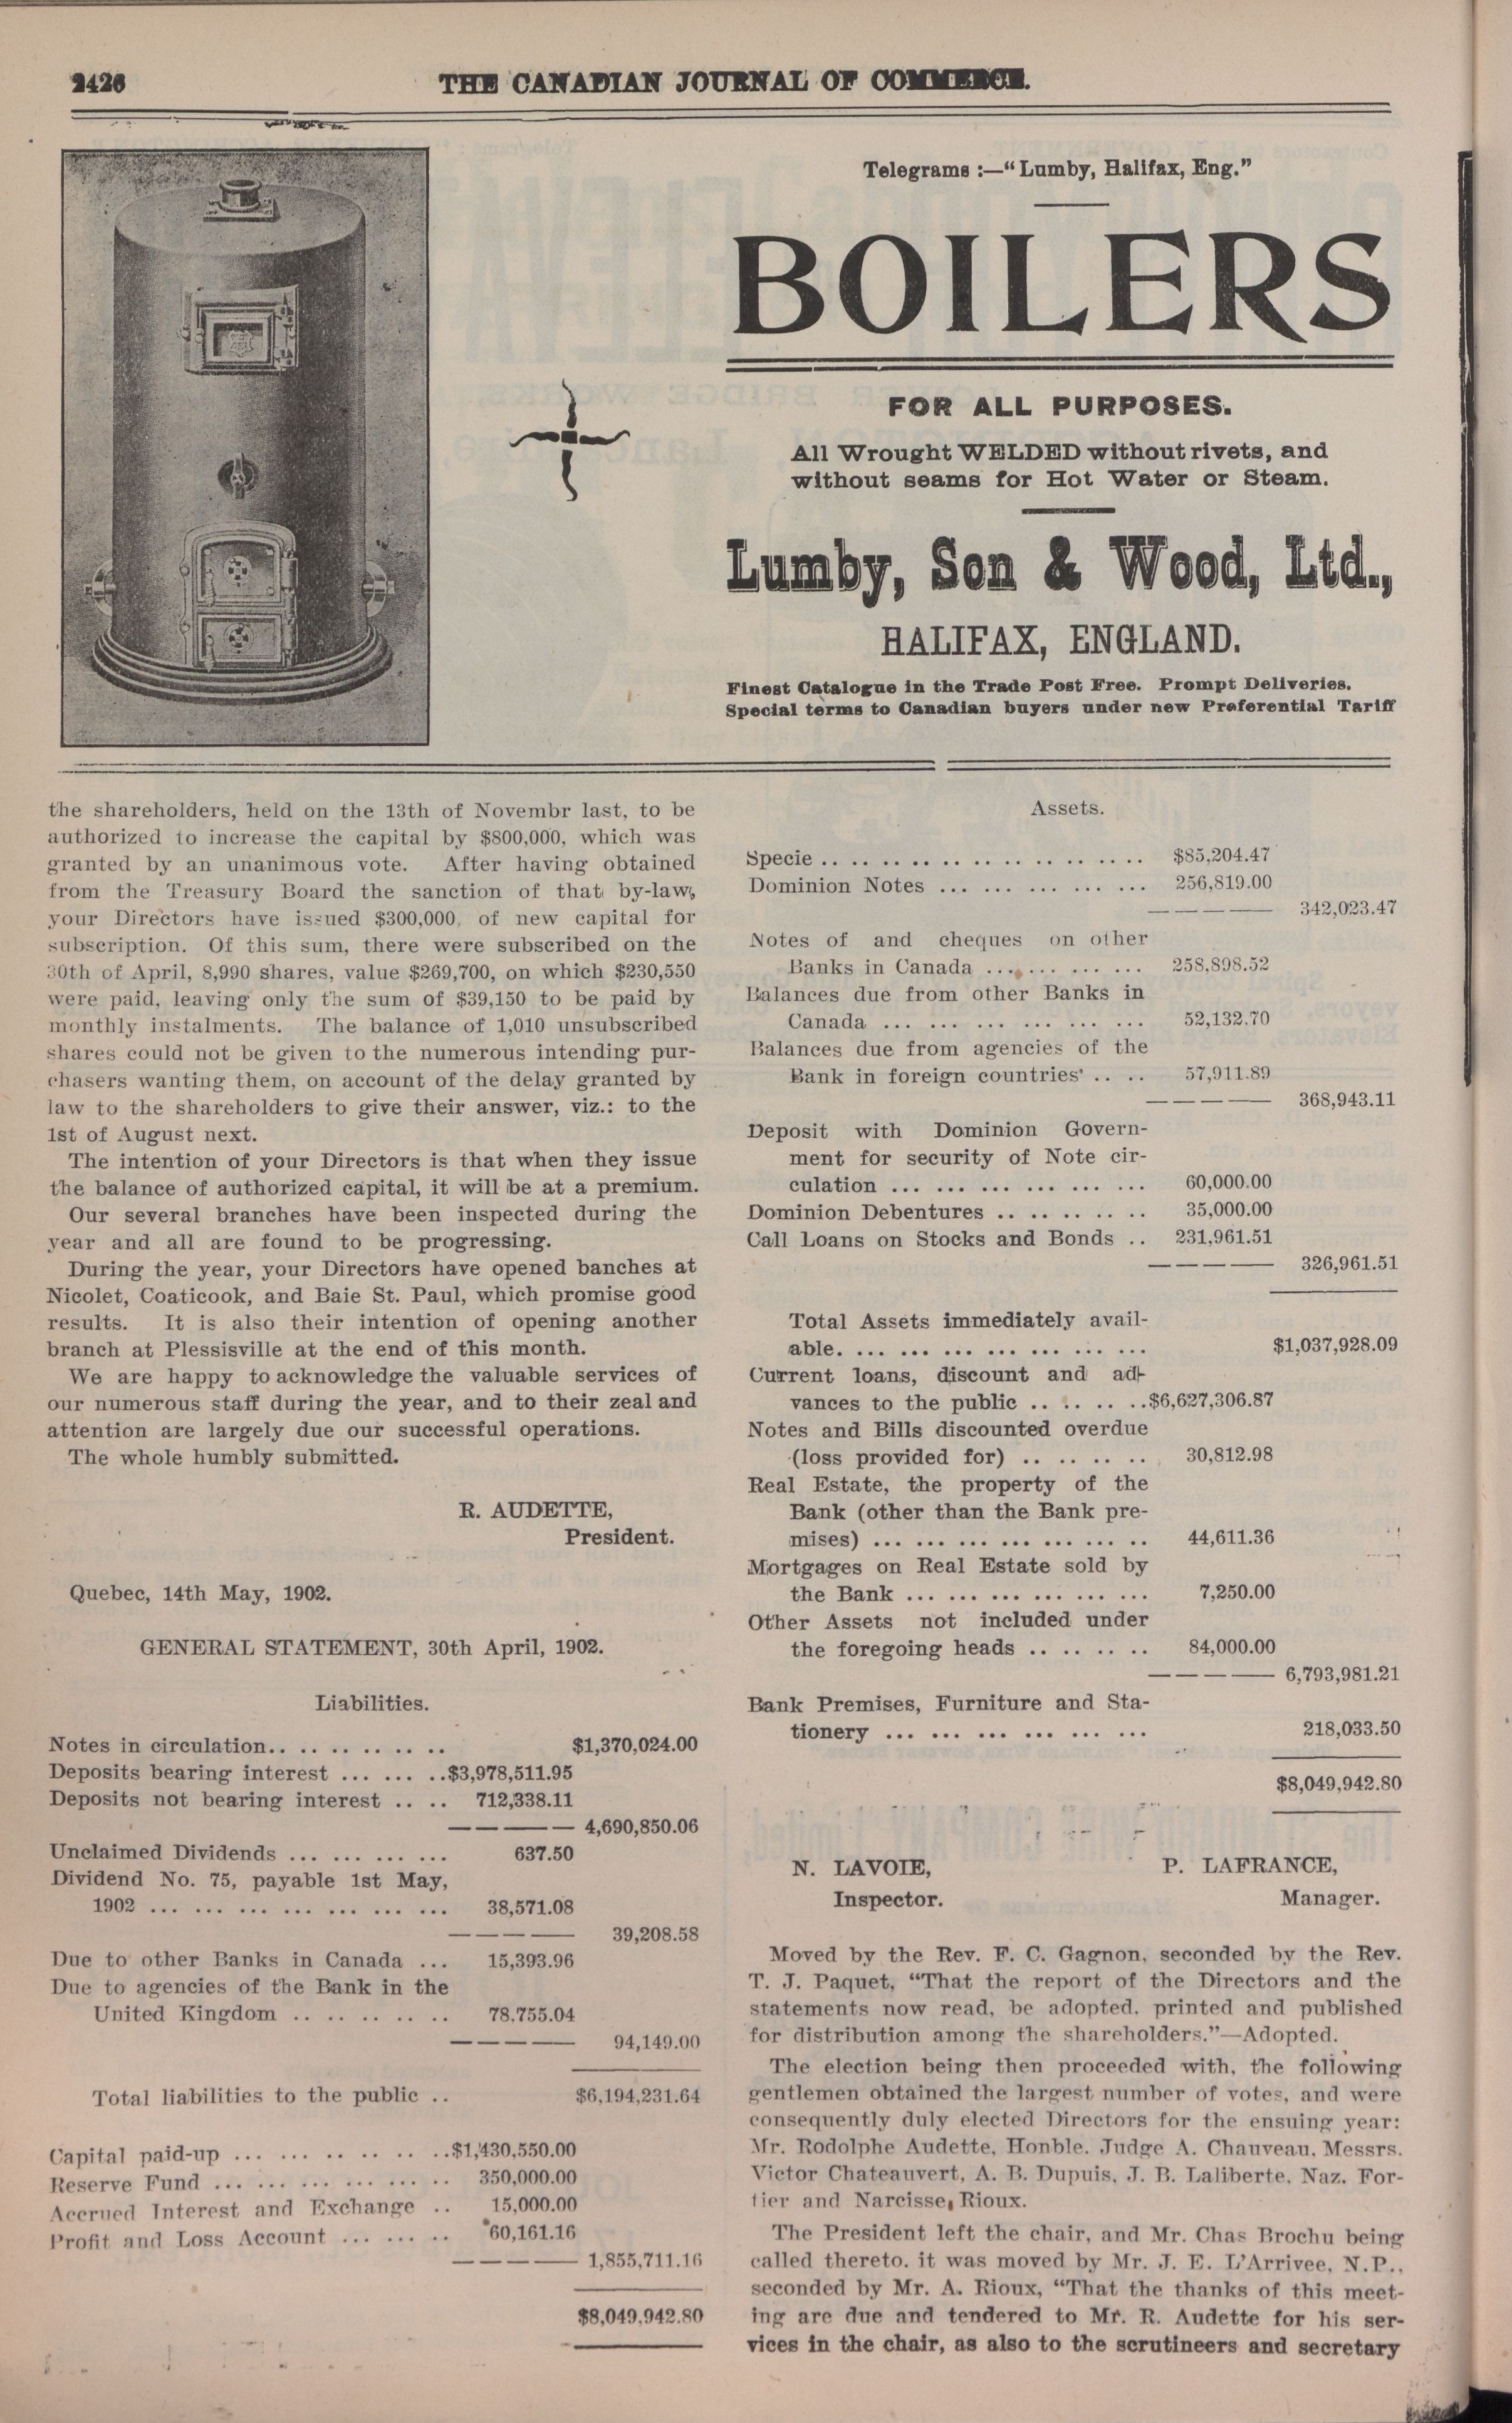 2426
THE CANADIAN JOURNAL OF COMMERCE.
Telegrams :—“Lumby, Halifax, Eng.”
BOILERS
FOR ALL PURPOSES.
All Wrought WELDED without rivets, and
without seams for Hot Water or Steam.
Lumby, Son & Wood, Ltd.,
HALIFAX, ENGLAND.
Finest Catalogue in the Trade Post Free. Prompt Deliveries.
Special terms to Canadian buyers under new Preferential Tariff
the shareholders, held on the 13th of Novembr last, to be
authorized to increase the capital by $800,000, which was
granted by an unanimous vote. After having obtained
from the Treasury Board the sanction of that by-law,
your Directors have issued $300,000, of new capital for
subscription. Of this sum, there were subscribed on the
30th of April, 8,990 shares, value $269,700, on which $230,550
were paid, leaving only the sum of $39,150 to be paid by
monthly instalments. The balance of 1,010 unsubscribed
shares could not be given to the numerous intending pur-
chasers wanting them, on account of the delay granted by
law to the shareholders to give their answer, viz.: to the
1st of August next.
The intention of your Directors is that when they issue
the balance of authorized capital, it will be at a premium.
Our several branches have been inspected during the
year and all are found to be progressing.
During the year, your Directors have opened banches at
Nicolet, Coaticook, and Baie St. Paul, which promise good
results. It is also their intention of opening another
branch at Plessisville at the end of this month.
We are happy to acknowledge the valuable services of
our numerous staff during the year, and to their zeal and
attention are largely due our successful operations.
The whole humbly submitted.
R. AUDETTE,
President.
Quebec, 14th May, 1902.
GENERAL STATEMENT, 30th April, 1902.
Liabilities.
Notes in circulation.. .. .. .. .. .. $1,370,024.00
Deposits bearing interest ... ... ..$3,978,511.95
Deposits not bearing interest .. .. 712,338.11
————— 4,690,850.06
Unclaimed Dividends ... ... ... ... 637.50
Dividend No. 75, payable 1st May,
1902 ... ... ... ... ... ... ... 38,571.08
————— 39,208.58
Due to other Banks in Canada ... 15,393.96
Due to agencies of the Bank in the
United Kingdom .. .. .. .. .. .. 78,755.04
————— 94,149.00
Total liabilities to the public .. $6,194,231.64
Capital paid-up ... ... .. .. .. ..$1,430,550.00
Reserve Fund ... ... ... ... ... .. 350,000.00
Accrued Interest and Exchange .. 15,000.00
Profit and Loss Account ... ... .. 60,161.16
————— 1,855,711.16
$8,049,942.80
Assets.
Specie .. .. .. .. .. .. .. .. .. .. .. $85,204.47
Dominion Notes ... ... ... ... ... 256,819.00
————— 342,023.47
Notes of and cheques on other
Banks in Canada ... ... ... ... 258,898.52
Balances due from other Banks in
Canada ... ... ... ... ... ... 52,132.70
Balances due from agencies of the
Bank in foreign countries' .. .. 57,911.89
————— 368,943.11
Deposit with Dominion Govern-
ment for security of Note cir-
culation ... ... ... ... ... ... 60,000.00
Dominion Debentures .. .. .. .. .. 35,000.00
Call Loans on Stocks and Bonds .. 231,961.51
————— 326,961.51
Total Assets immediately avail-
able. ... ... ... ... ... ... ... $1,037,928.09
Current loans, discount and ad-
vances to the public .. .. .. ..$6,627,306.87
Notes and Bills discounted overdue
(loss provided for) .. .. .. .. 30,812.98
Real Estate, the property of the
Bank (other than the Bank pre-
mises) ... ... ... ... ... ... .. 44,611.36
Mortgages on Real Estate sold by
the Bank ... ... ... ... ... ... 7,250.00
Other Assets not included under
the foregoing heads .. .. .. .. 84,000.00
————— 6,793,981.21
Bank Premises, Furniture and Sta-
tionery ... ... ... ... ... ... 218,033.50
$8,049,942.80
N. LAVOIE, P. LAFRANCE,
Inspector. Manager.
Moved by the Rev. F. C. Gagnon, seconded by the Rev.
T. J. Paquet, “That the report of the Directors and the
statements now read, be adopted, printed and published
for distribution among the shareholders.”—Adopted.
The election being then proceeded with, the following
gentlemen obtained the largest number of votes, and were
consequently duly elected Directors for the ensuing year:
Mr. Rodolphe Audette, Honble. Judge A. Chauveau, Messrs.
Victor Chateauvert, A. B. Dupuis, J. B. Laliberte, Naz. For-
tier and Narcisse Rioux.
The President left the chair, and Mr. Chas Brochu being
called thereto, it was moved by Mr. J. E. L'Arrivee, N.P.,
seconded by Mr. A. Rioux, “That the thanks of this meet-
ing are due and tendered to Mr. R. Audette for his ser-
vices in the chair, as also to the scrutineers and secretary